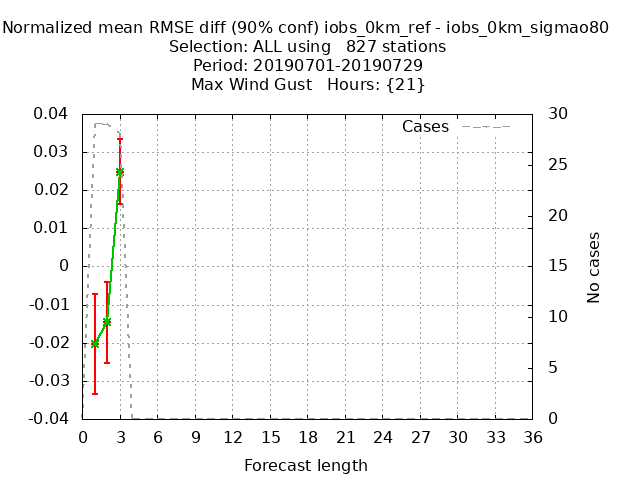 Normalized mean RMSE diff (90% conf) iobs_0km_ref - iobs_0km_sigmao80
Selection: ALL using   827 stations
Period: 20190701-20190729
Max Wind Gust   Hours: {21}
Cases
0.04
0.03
0.02
0.01
0
-0.01
-0.02
-0.03
-0.04
30
25
20
15
10
5
0
No cases
0 3 6 9 12 15 18 21 24 27 30 33 36
Forecast length